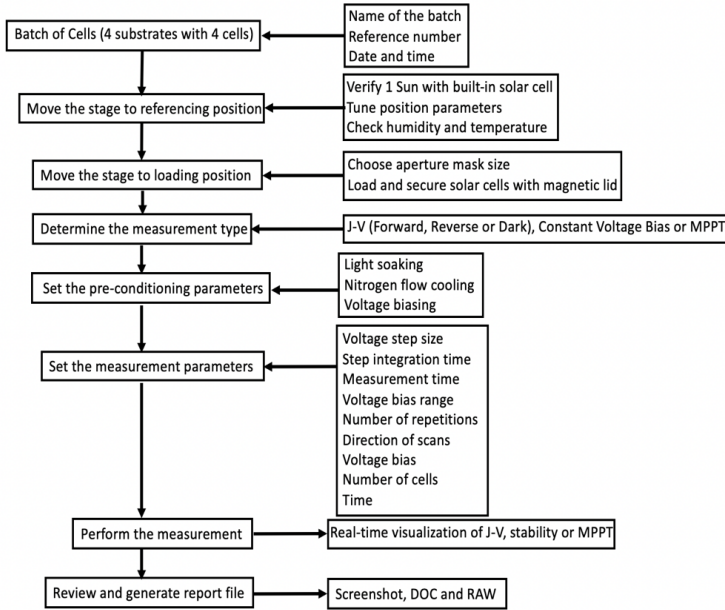 Batch of Cells (4 substrates with 4 cells)
Name of the batch
Reference number
Date and time
Move the stage to referencing position
Verify 1 Sun with built-in solar cell
Tune position parameters
Check humidity and temperature
Move the stage to loading position
Choose aperture mask size
Load and secure solar cells with magnetic lid
Determine the measurement type
J-V (Forward, Reverse or Dark), Constant Voltage Bias or MPPT
Set the pre-conditioning parameters
Light soaking
Nitrogen flow cooling
Voltage biasing
Set the measurement parameters
Voltage step size
Step integration time
Measurement time
Voltage bias range
Number of repetitions
Direction of scans
Voltage bias
Number of cells
Time
Perform the measurement
Real-time visualization of J-V, stability or MPPT
Review and generate report file
Screenshot, DOC and RAW